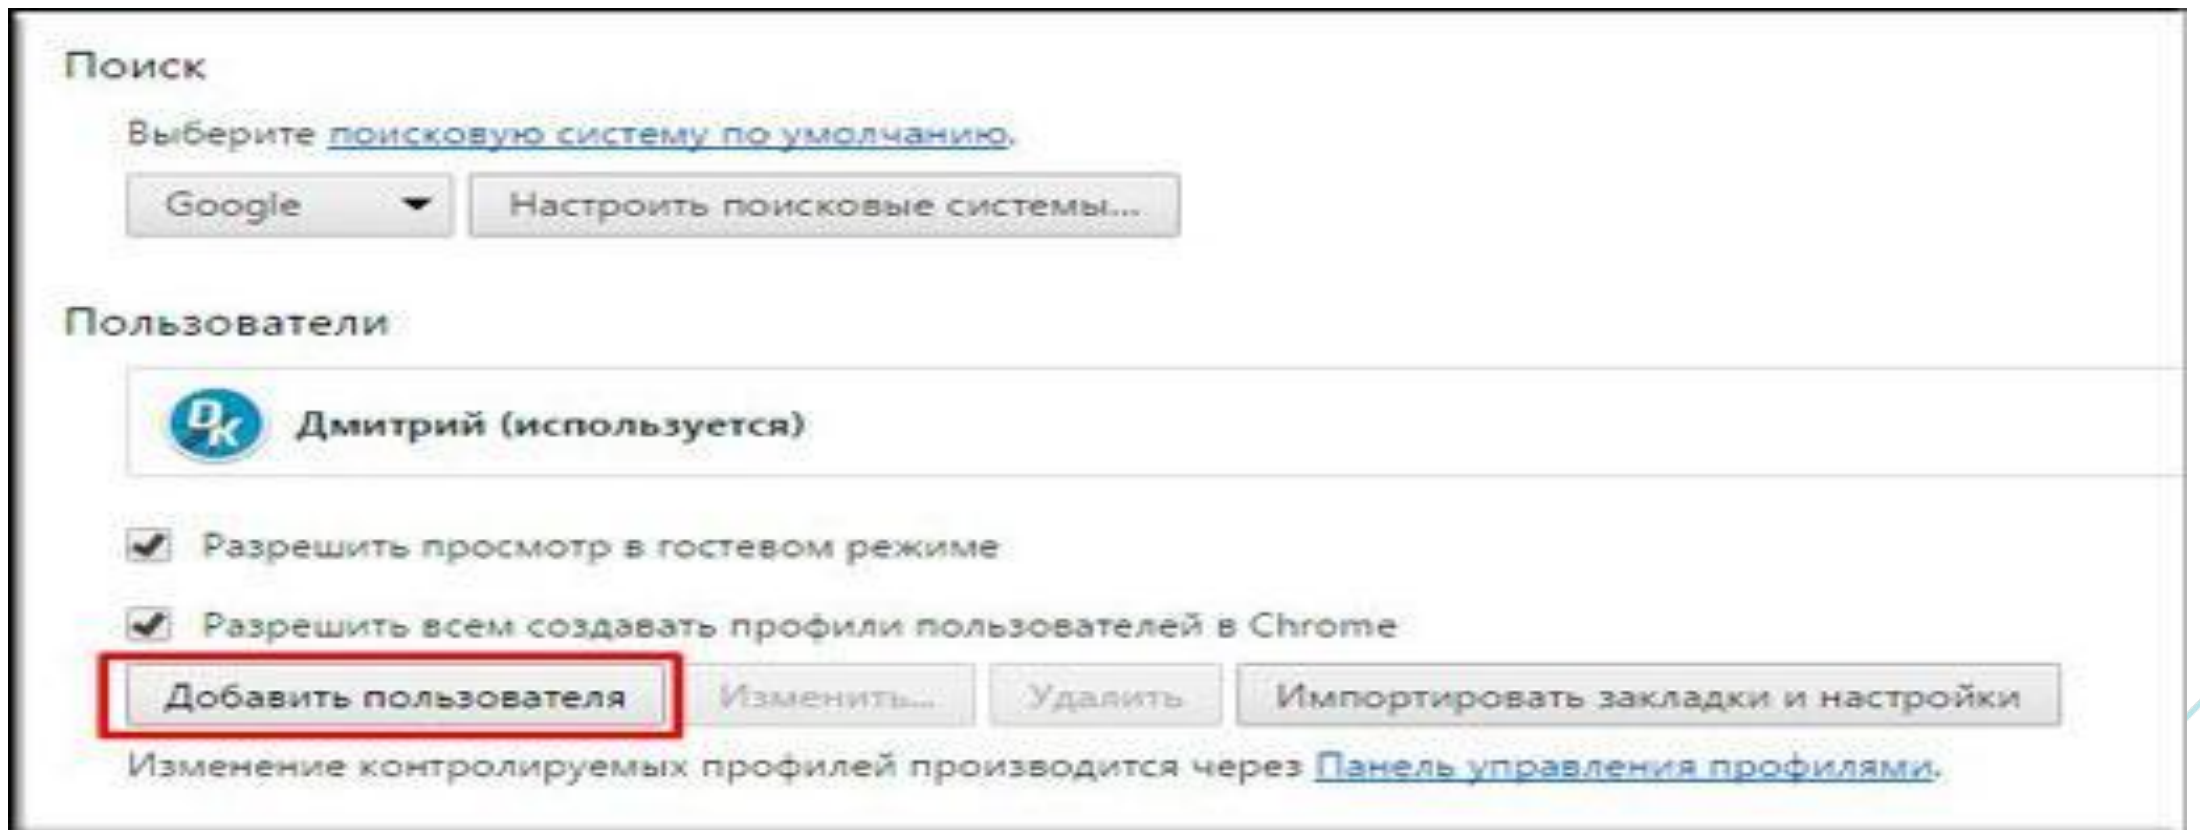 Поиск
Выберите поисковую систему по умолчанию.
Google Настроить поисковые системы...
Пользователи
DK Дмитрий (используется)
Разрешить просмотр в гостевом режиме
Разрешить всем создавать профили пользователей в Chrome
Добавить пользователя Изменить... Удалить Импортировать закладки и настройки
Изменение контролируемых профилей производится через Панель управления профилями.